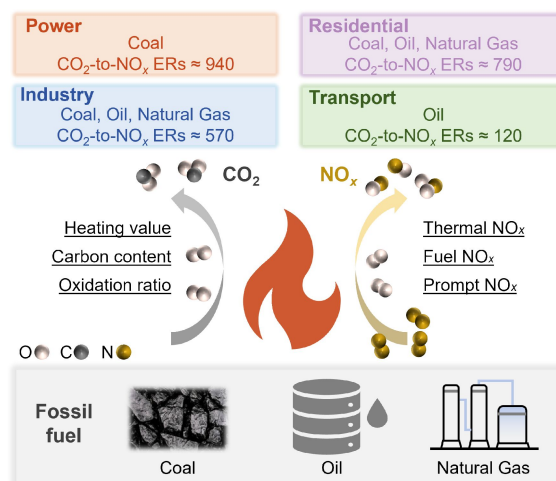 Power
Coal
CO₂-to-NOₓ ERs ≈ 940
Residential
Coal, Oil, Natural Gas
CO₂-to-NOₓ ERs ≈ 790
Industry
Coal, Oil, Natural Gas
CO₂-to-NOₓ ERs ≈ 570
Transport
Oil
CO₂-to-NOₓ ERs ≈ 120
CO₂
NOₓ
Heating value
Carbon content
Oxidation ratio
Thermal NOₓ
Fuel NOₓ
Prompt NOₓ
O C N
Fossil
fuel
Coal
Oil
Natural Gas